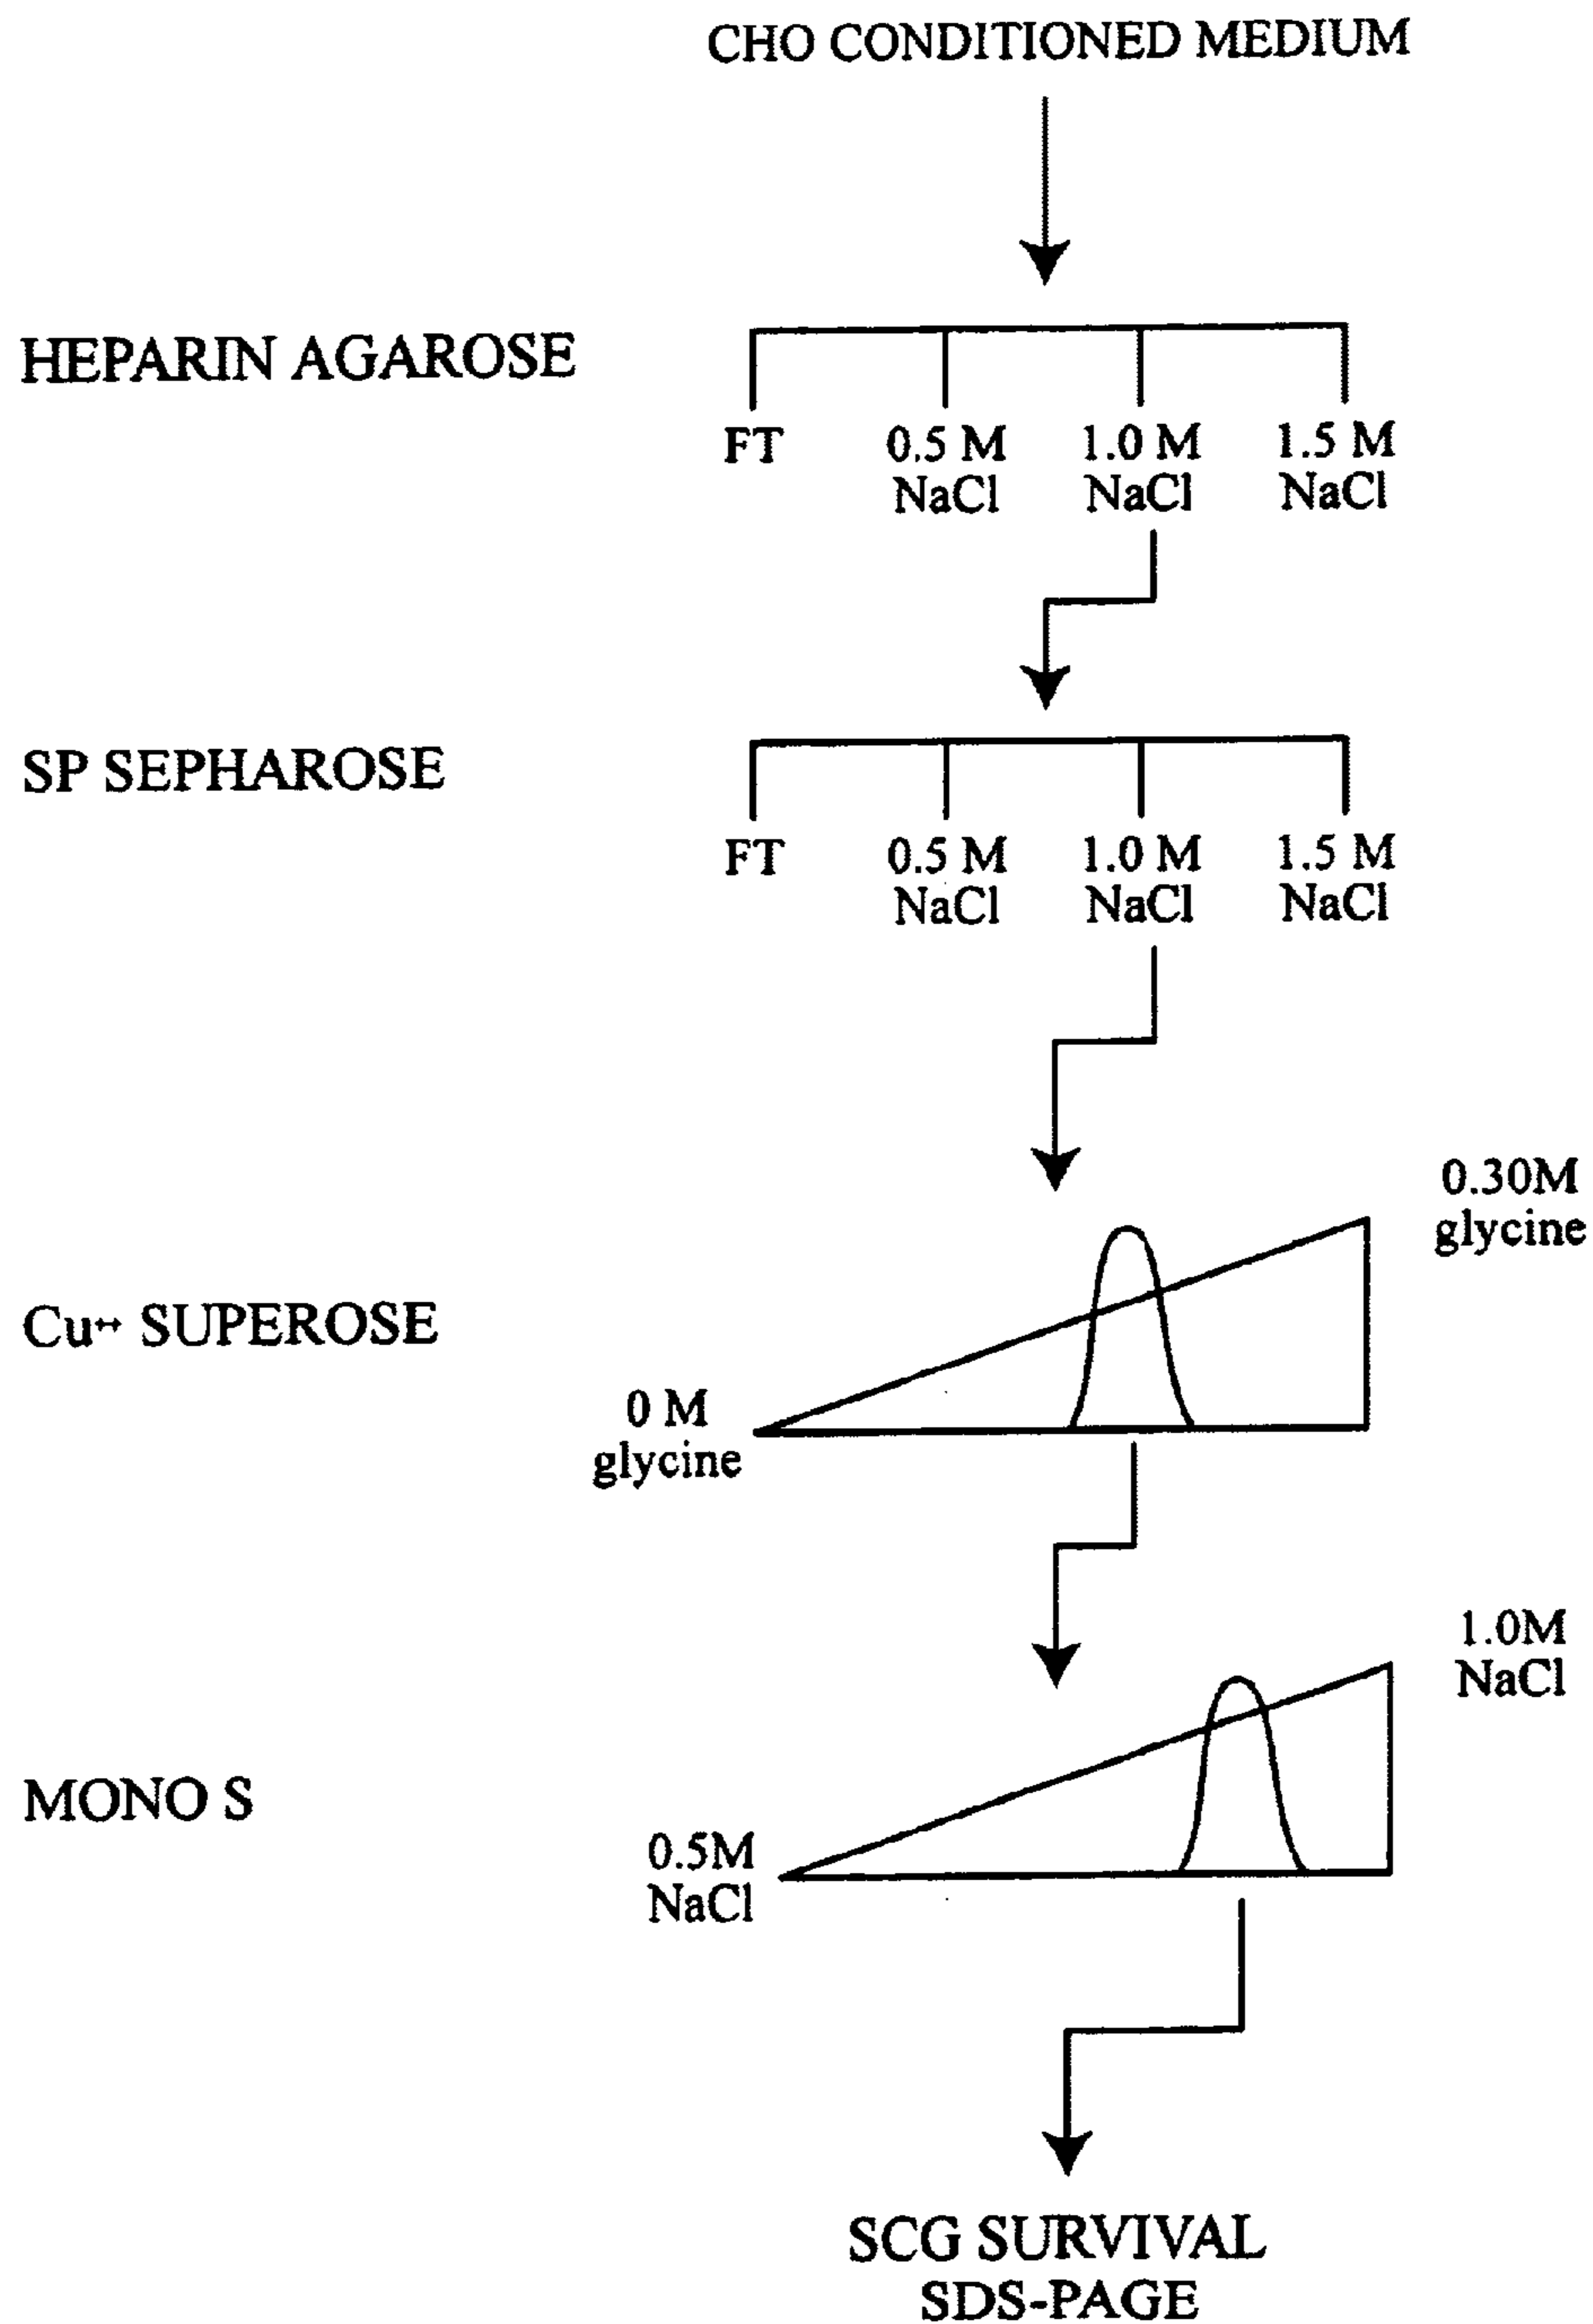 CHO CONDITIONED MEDIUM
HEPARIN AGAROSE
FT
0.5 M
NaCl
1.0 M
NaCl
1.5 M
NaCl
SP SEPHAROSE
FT
0.5 M
NaCl
1.0 M
NaCl
1.5 M
NaCl
0.30M
glycine
Cu++ SUPEROSE
0 M
glycine
1.0M
NaCl
MONO S
0.5M
NaCl
SCG SURVIVAL
SDS-PAGE